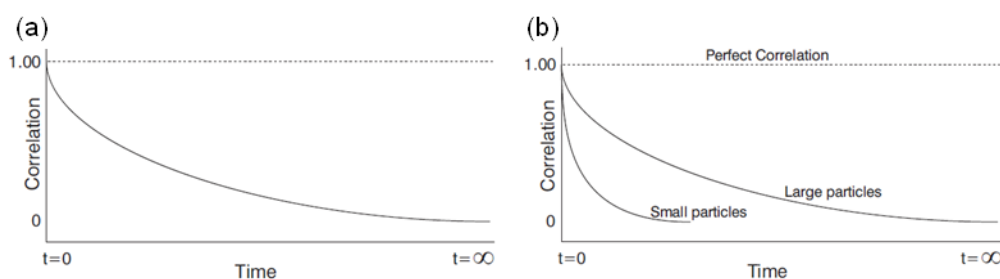 (a)
1.00
Correlation
0
t=0
Time
t=∞
(b)
Perfect Correlation
1.00
Correlation
Large particles
Small particles
0
t=0
Time
t=∞